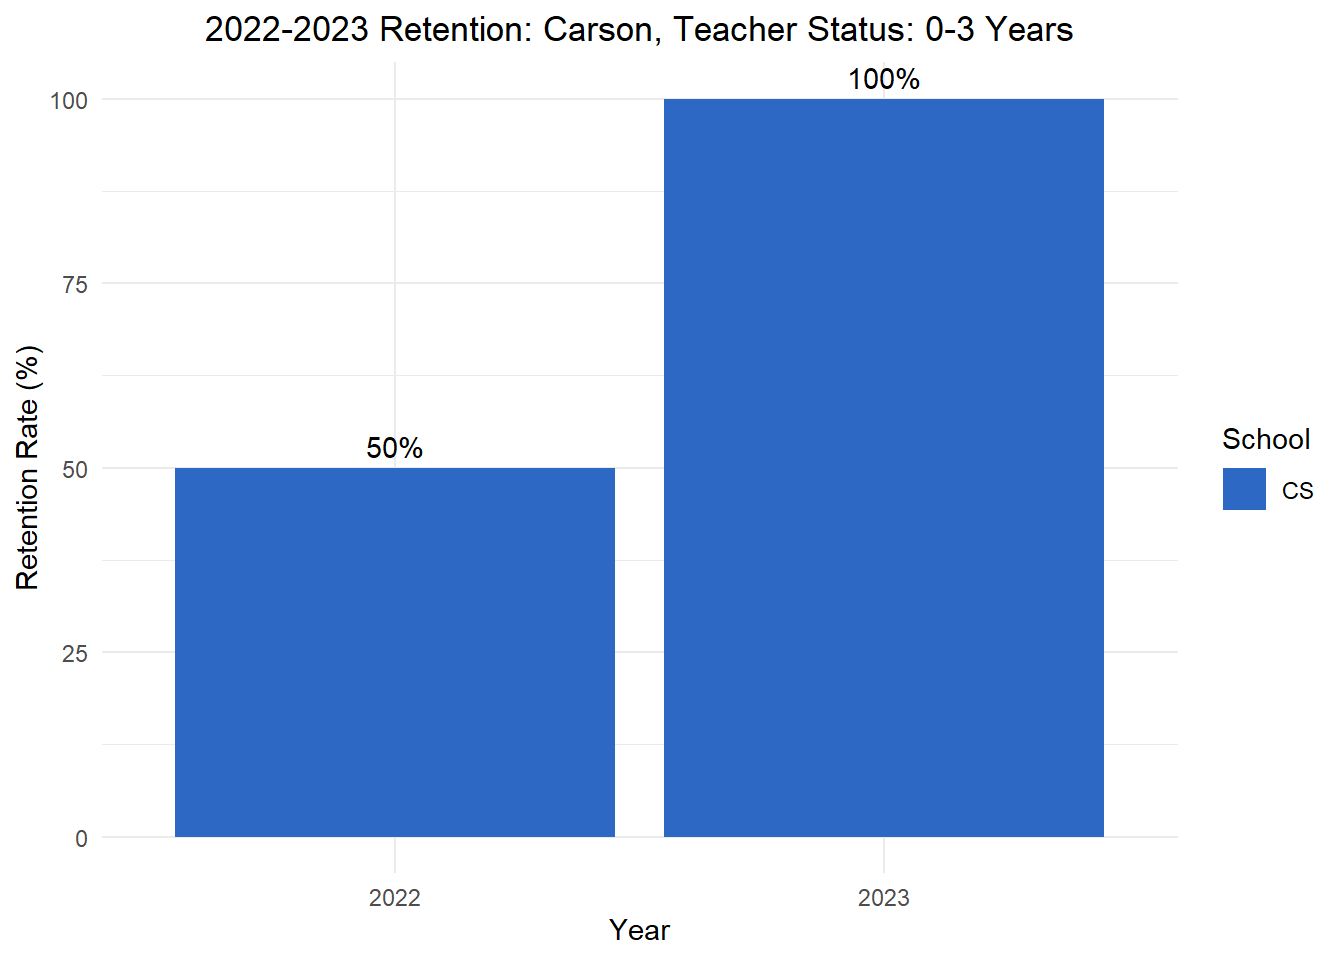 2022-2023 Retention: Carson, Teacher Status: 0-3 Years
Retention Rate (%)
100
75
50
25
0
50%
100%
2022
2023
Year
School
CS